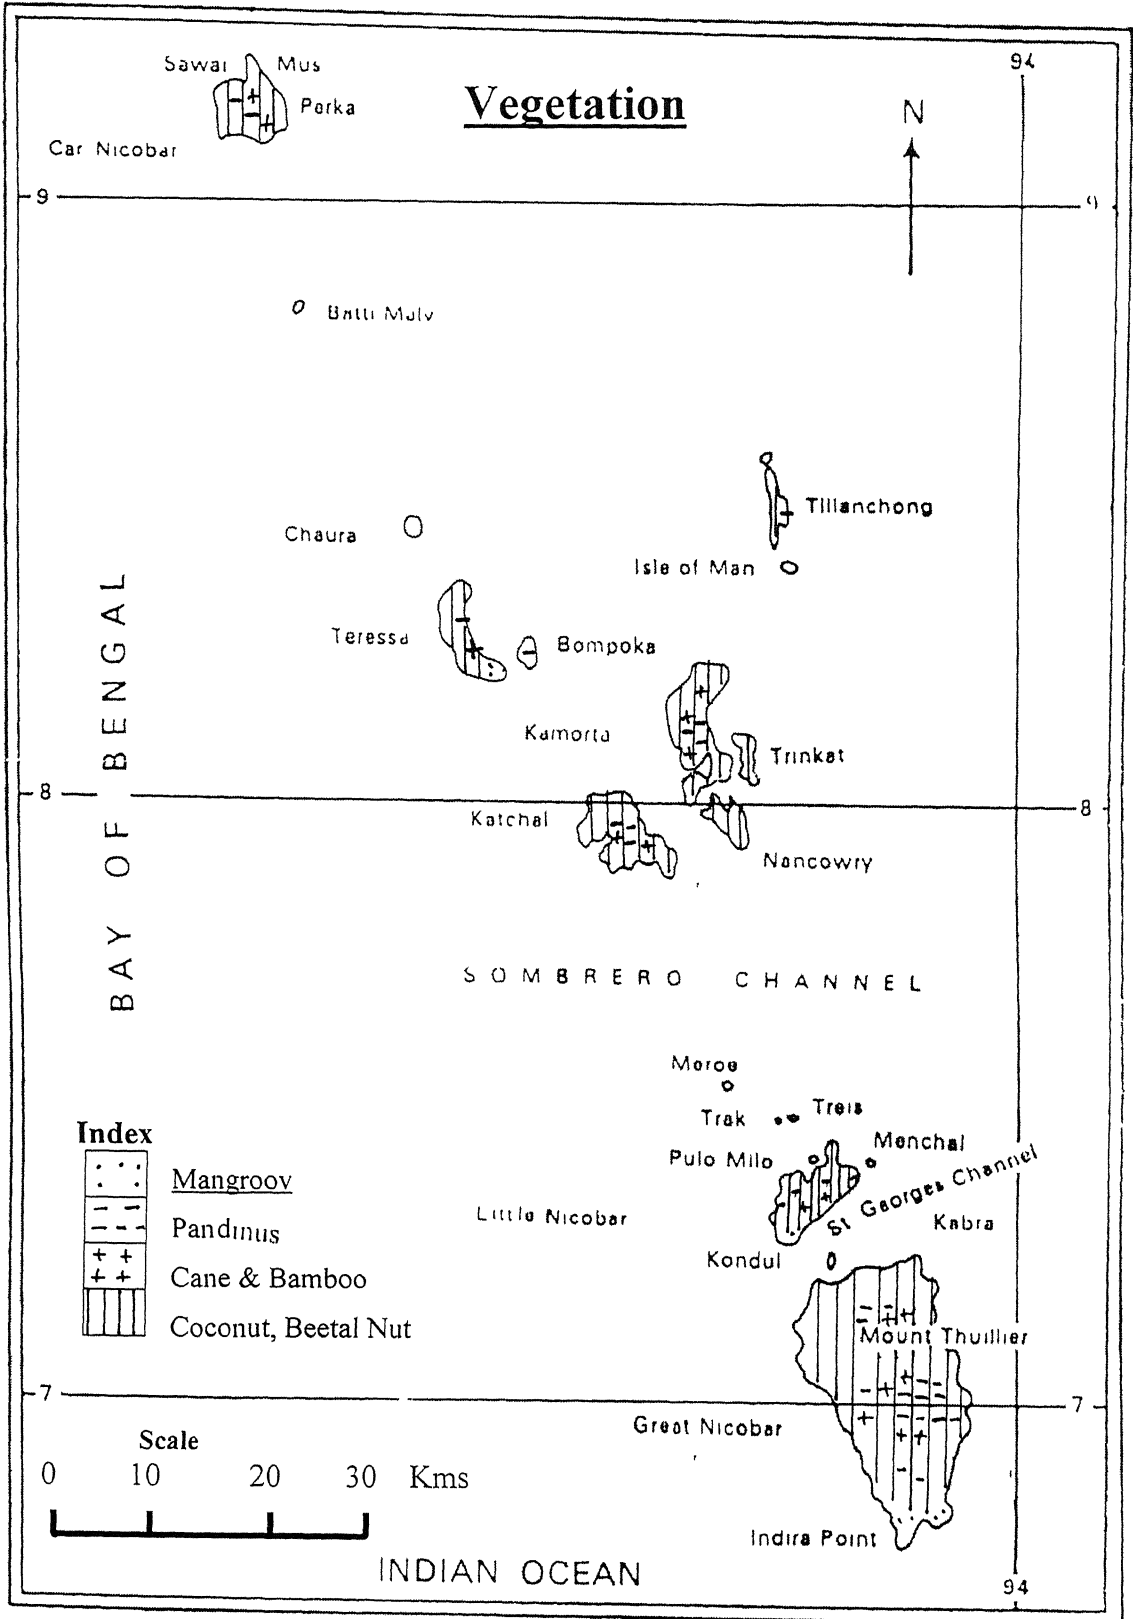 Sawai Mus
Vegetation
94
Perka
N
Car Nicobar
9 9
Batti Malv
Tillanchong
Chaura
Isle of Man
Teressa
Bompoka
Kamorta
Trinkat
BAY OF BENGAL
8 8
Katchal
Nancowry
SOMBRERO CHANNEL
Meroe
Trak Treis
Menchal
Pulo Milo
St Georges Channel
Little Nicobar
Kabra
Kondul
Index
Mangroov
Pandinus
Cane & Bamboo
Coconut, Beetal Nut
Mount Thuillier
7 7
Great Nicobar
Scale
0 10 20 30 Kms
Indira Point
INDIAN OCEAN
94